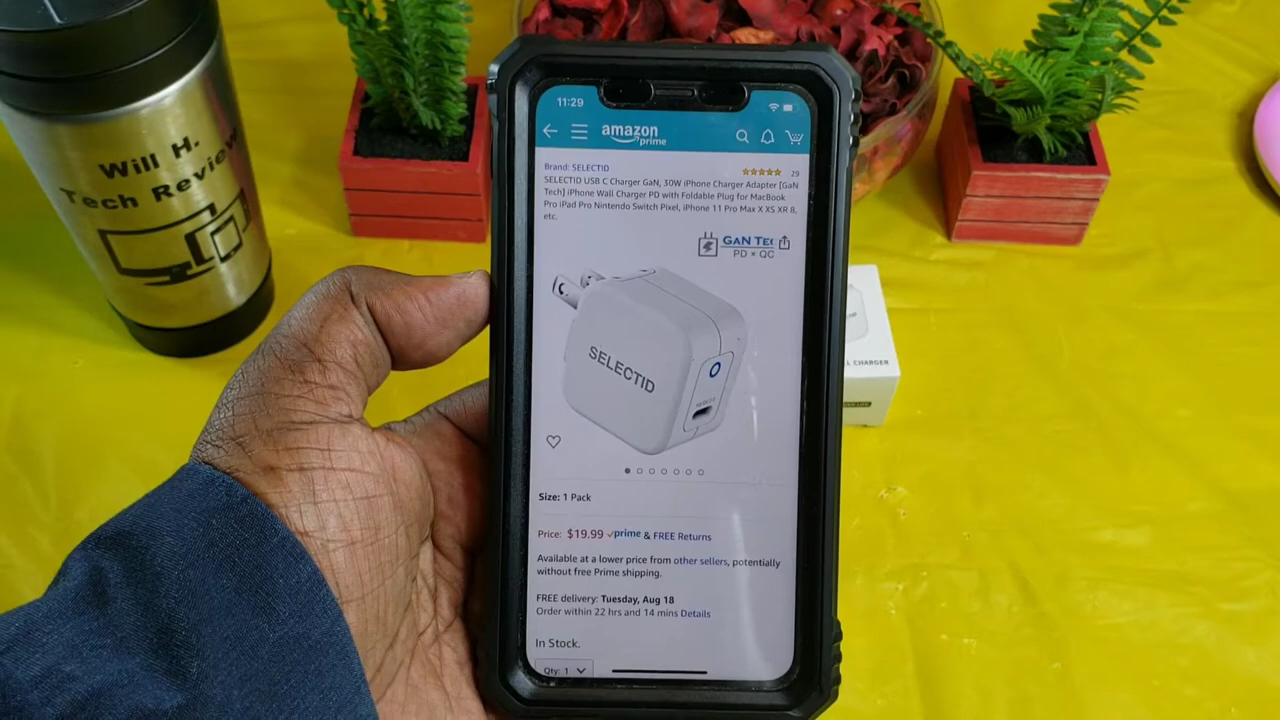 Will H.
Tech Review
11:29
amazon
prime
Brand: SELECTID
29
SELECTID USB C Charger GaN, 30W iPhone Charger Adapter [GaN
Tech] iPhone Wall Charger PD with Foldable Plug for MacBook
Pro iPad Pro Nintendo Switch Pixel, iPhone 11 Pro Max X XS XR 8,
etc.
GaN Tec
PD × QC
SELECTID
Size: 1 Pack
Price: $19.99 prime & FREE Returns
Available at a lower price from other sellers, potentially
without free Prime shipping.
FREE delivery: Tuesday, Aug 18
Order within 22 hrs and 14 mins Details
In Stock.
Qty: 1
L CHARGER